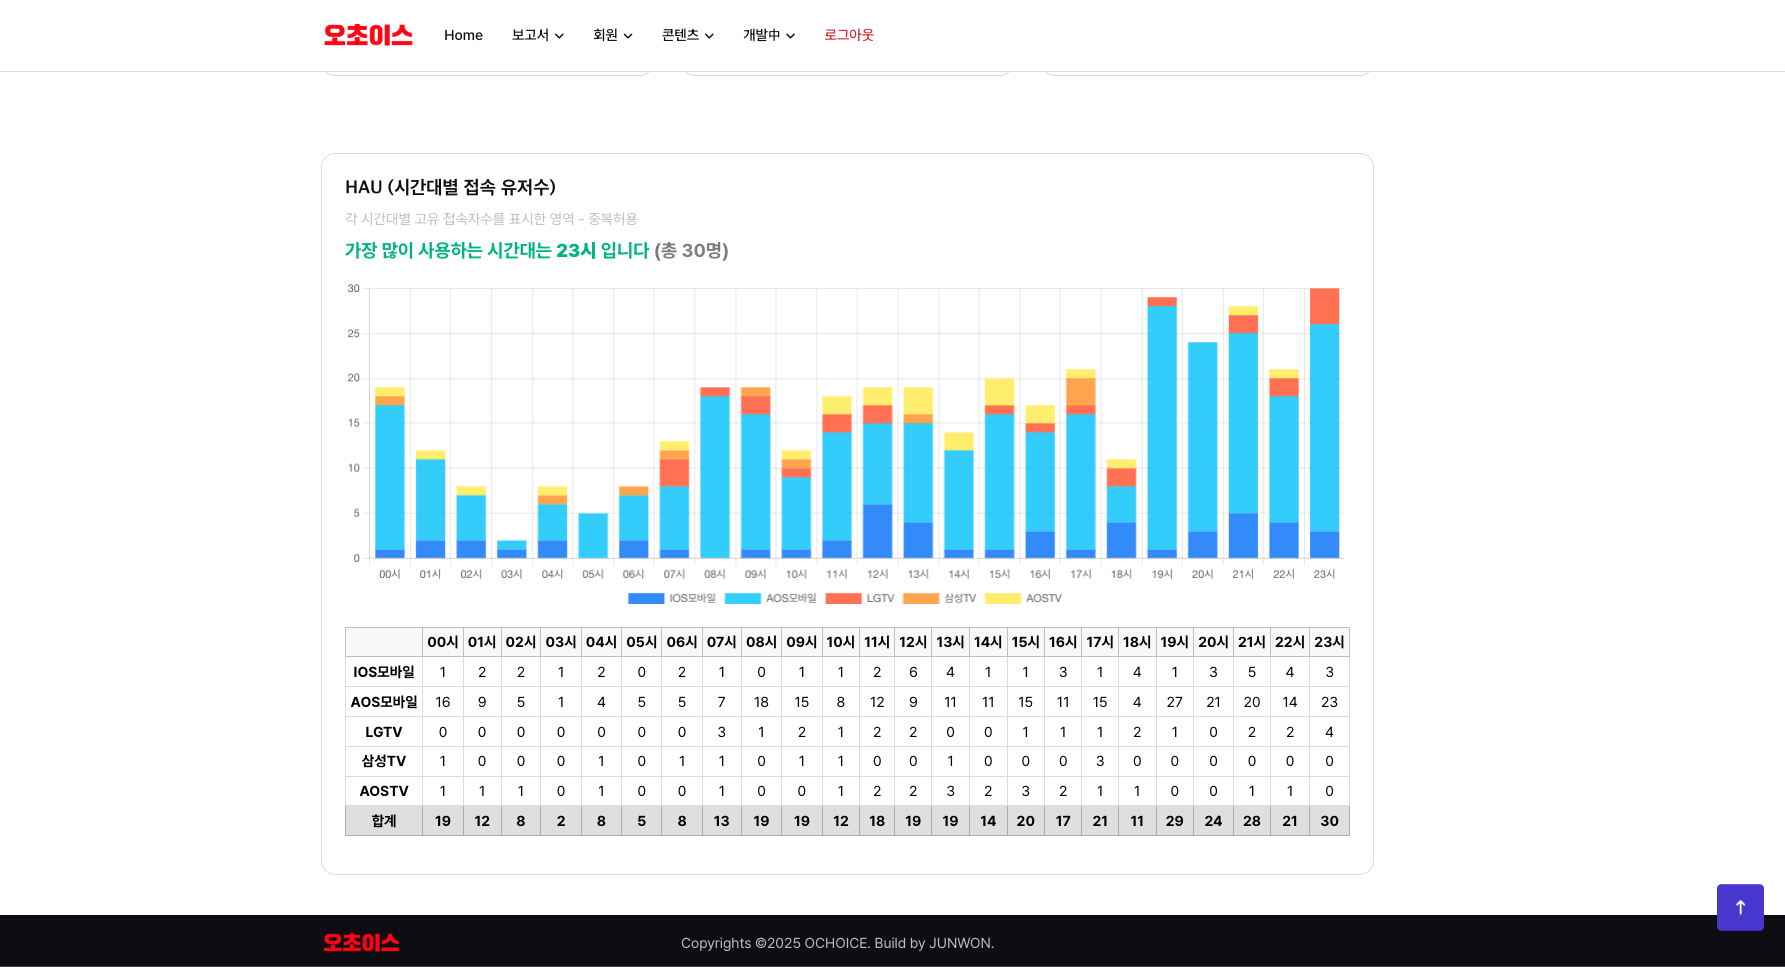 오초이스 Home 보고서 회원 콘텐츠 개발中 로그아웃
HAU (시간대별 접속 유저수)
각 시간대별 고유 접속자수를 표시한 영역 - 중복허용
가장 많이 사용하는 시간대는 23시 입니다 (총 30명)
30
25
20
15
10
5
0
00시 01시 02시 03시 04시 05시 06시 07시 08시 09시 10시 11시 12시 13시 14시 15시 16시 17시 18시 19시 20시 21시 22시 23시
IOS모바일 AOS모바일 LGTV 삼성TV AOSTV
00시 01시 02시 03시 04시 05시 06시 07시 08시 09시 10시 11시 12시 13시 14시 15시 16시 17시 18시 19시 20시 21시 22시 23시
IOS모바일 1 2 2 1 2 0 2 1 0 1 1 2 6 4 1 1 3 1 4 1 3 5 4 3
AOS모바일 16 9 5 1 4 5 5 7 18 15 8 12 9 11 11 15 11 15 4 27 21 20 14 23
LGTV 0 0 0 0 0 0 0 3 1 2 1 2 2 0 0 1 1 1 2 1 0 2 2 4
삼성TV 1 0 0 0 1 0 1 1 0 1 1 0 0 1 0 0 0 3 0 0 0 0 0 0
AOSTV 1 1 1 0 1 0 0 1 0 0 1 2 2 3 2 3 2 1 1 0 0 1 1 0
합계 19 12 8 2 8 5 8 13 19 19 12 18 19 19 14 20 17 21 11 29 24 28 21 30
오초이스 Copyrights ©2025 OCHOICE. Build by JUNWON.